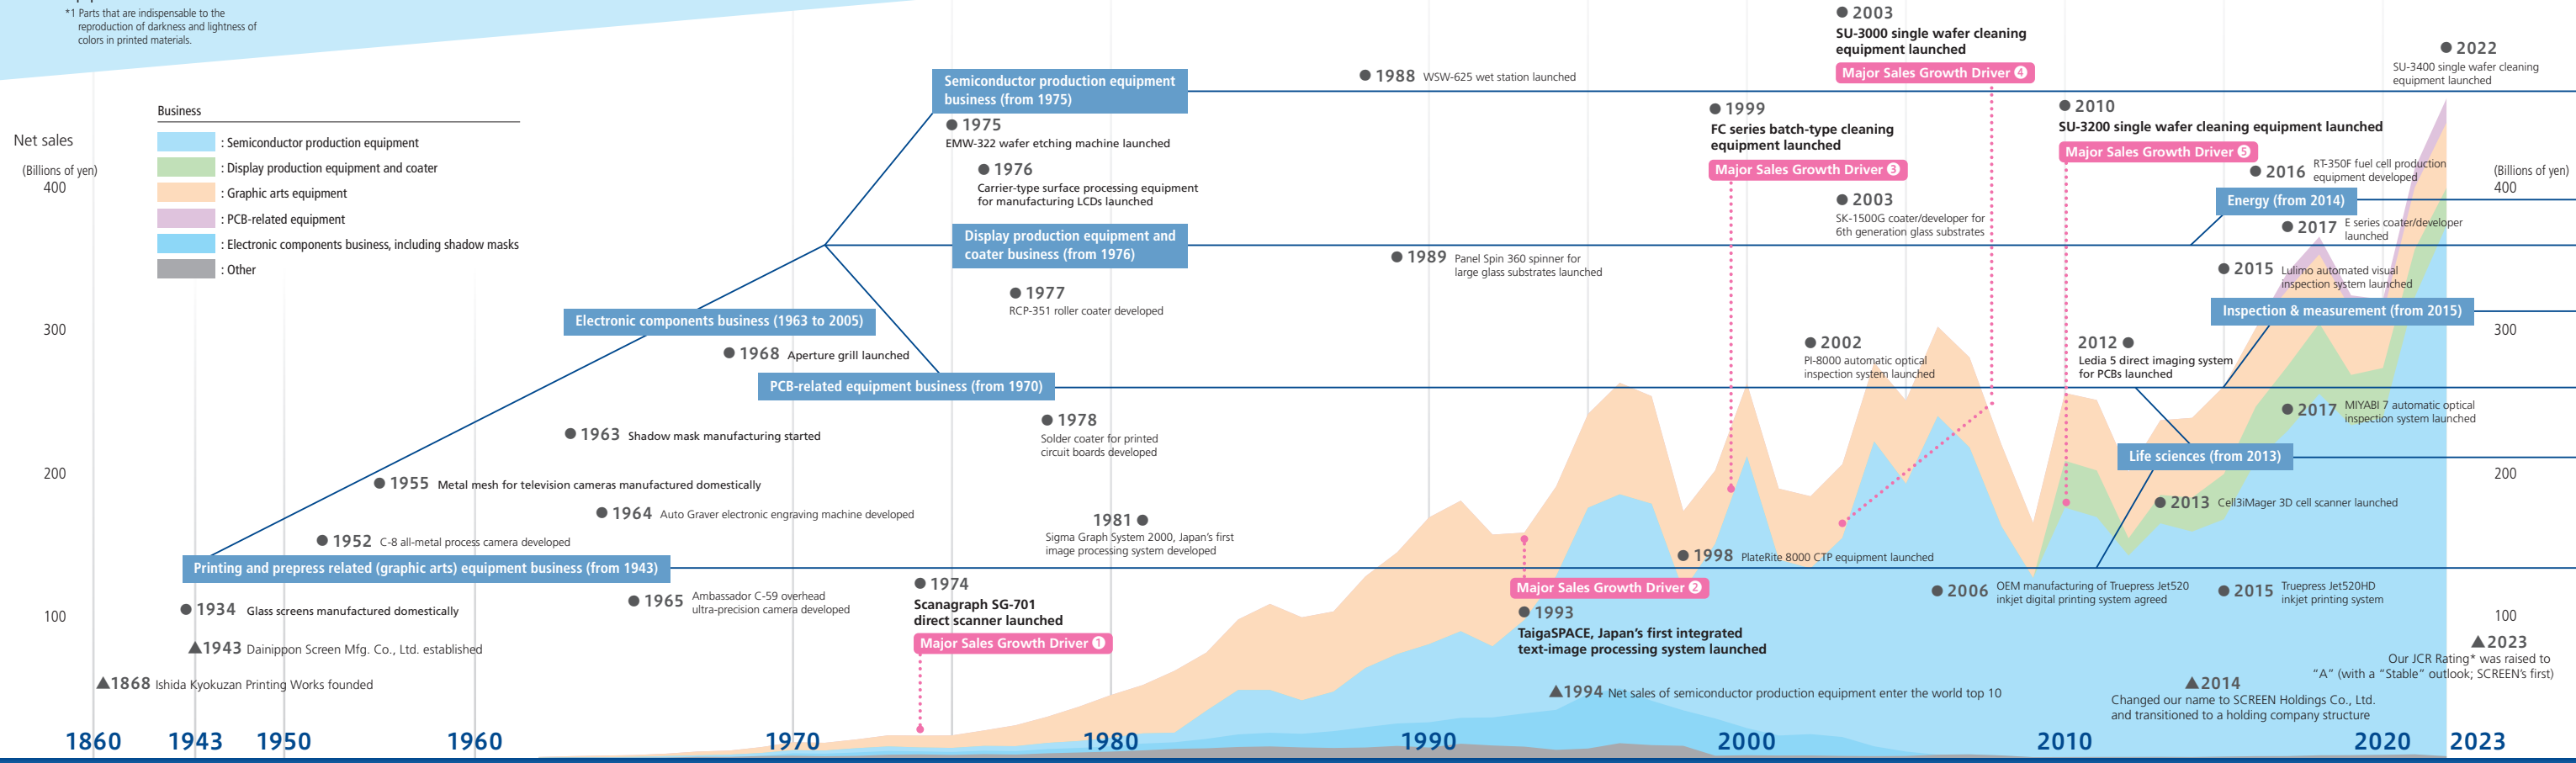 *1 Parts that are indispensable to the
reproduction of darkness and lightness of
colors in printed materials.
Business
: Semiconductor production equipment
: Display production equipment and coater
: Graphic arts equipment
: PCB-related equipment
: Electronic components business, including shadow masks
: Other
Net sales
(Billions of yen)
400
300
200
100
Semiconductor production equipment
business (from 1975)
● 1975
EMW-322 wafer etching machine launched
● 1976
Carrier-type surface processing equipment
for manufacturing LCDs launched
● 1988 WSW-625 wet station launched
● 1999
FC series batch-type cleaning
equipment launched
Major Sales Growth Driver ❸
● 2003
SU-3000 single wafer cleaning
equipment launched
Major Sales Growth Driver ❹
● 2010
SU-3200 single wafer cleaning equipment launched
Major Sales Growth Driver ❺
● 2022
SU-3400 single wafer cleaning
equipment launched
Display production equipment and
coater business (from 1976)
● 1977
RCP-351 roller coater developed
● 1989 Panel Spin 360 spinner for
large glass substrates launched
● 2003
SK-1500G coater/developer for
6th generation glass substrates
● 2016 RT-350F fuel cell production
equipment developed
Energy (from 2014)
● 2017 E series coater/developer
launched
Electronic components business (1963 to 2005)
● 1968 Aperture grill launched
● 1963 Shadow mask manufacturing started
● 1955 Metal mesh for television cameras manufactured domestically
PCB-related equipment business (from 1970)
● 1978
Solder coater for printed
circuit boards developed
● 2002
PI-8000 automatic optical
inspection system launched
2012 ●
Ledia 5 direct imaging system
for PCBs launched
● 2015 Lulimo automated visual
inspection system launched
Inspection & measurement (from 2015)
● 2017 MIYABI 7 automatic optical
inspection system launched
Life sciences (from 2013)
● 2013 Cell3iMager 3D cell scanner launched
● 1964 Auto Graver electronic engraving machine developed
● 1952 C-8 all-metal process camera developed
1981 ●
Sigma Graph System 2000, Japan’s first
image processing system developed
Printing and prepress related (graphic arts) equipment business (from 1943)
● 1934 Glass screens manufactured domestically
▲1943 Dainippon Screen Mfg. Co., Ltd. established
▲1868 Ishida Kyokuzan Printing Works founded
● 1965 Ambassador C-59 overhead
ultra-precision camera developed
● 1974
Scanagraph SG-701
direct scanner launched
Major Sales Growth Driver ❶
● 1998 PlateRite 8000 CTP equipment launched
Major Sales Growth Driver ❷
● 1993
TaigaSPACE, Japan’s first integrated
text-image processing system launched
▲1994 Net sales of semiconductor production equipment enter the world top 10
● 2006 OEM manufacturing of Truepress Jet520
inkjet digital printing system agreed
● 2015 Truepress Jet520HD
inkjet printing system
▲2014
Changed our name to SCREEN Holdings Co., Ltd.
and transitioned to a holding company structure
▲2023
Our JCR Rating* was raised to
“A” (with a “Stable” outlook; SCREEN’s first)
(Billions of yen)
400
300
200
100
1860
1943
1950
1960
1970
1980
1990
2000
2010
2020
2023